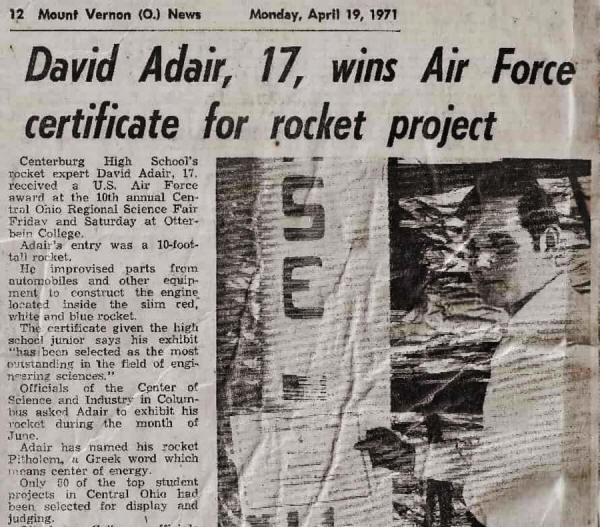 12 Mount Vernon (O.) News Monday, April 19, 1971
David Adair, 17, wins Air Force
certificate for rocket project
Centerburg High School's
rocket expert David Adair, 17,
received a U.S. Air Force
award at the 10th annual Cen-
tral Ohio Regional Science Fair
Friday and Saturday at Otter-
bein College.
Adair's entry was a 10-foot-
tall rocket.
He improvised parts from
automobiles and other equip-
ment to construct the engine
located inside the slim red,
white and blue rocket.
The certificate given the high
school junior says his exhibit
"has been selected as the most
outstanding in the field of engi-
neering sciences."
Officials of the Center of
Science and Industry in Colum-
bus asked Adair to exhibit his
rocket during the month of
June.
Adair has named his rocket
Pitholem, a Greek word which
means center of energy.
Only 50 of the top student
projects in Central Ohio had
been selected for display and
judging.
S
E